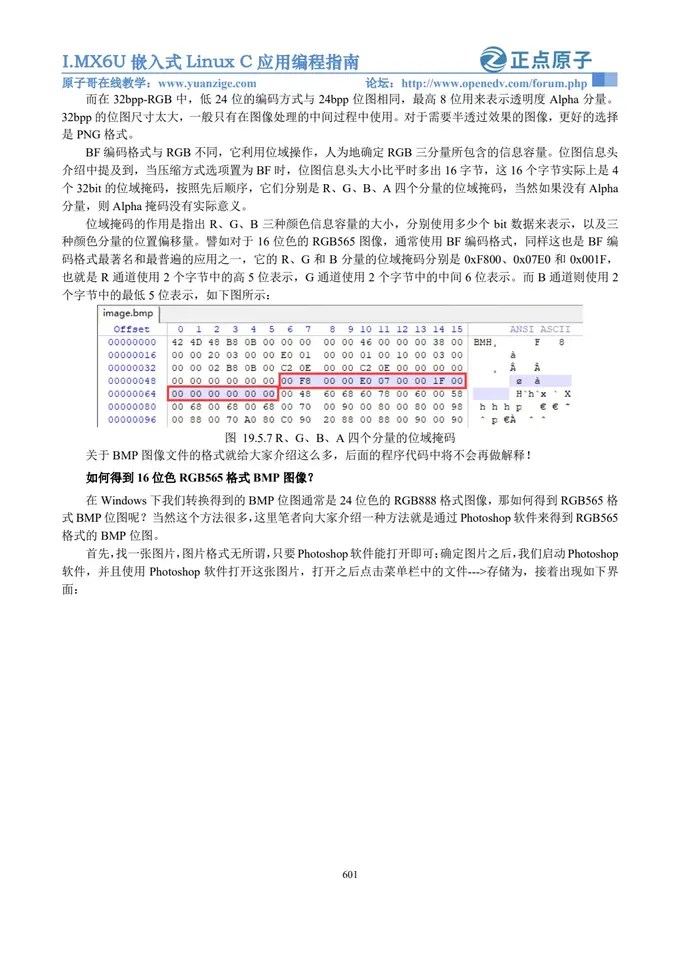 I.MX6U 嵌入式 Linux C 应用编程指南
正点原子
原子哥在线教学：www.yuanzige.com 论坛：http://www.openedv.com/forum.php
而在 32bpp-RGB 中，低 24 位的编码方式与 24bpp 位图相同，最高 8 位用来表示透明度 Alpha 分量。
32bpp 的位图尺寸太大，一般只有在图像处理的中间过程中使用。对于需要半透过效果的图像，更好的选择
是 PNG 格式。
BF 编码格式与 RGB 不同，它利用位域操作，人为地确定 RGB 三分量所包含的信息容量。位图信息头
介绍中提及到，当压缩方式选项置为 BF 时，位图信息头大小比平时多出 16 字节，这 16 个字节实际上是 4
个 32bit 的位域掩码，按照先后顺序，它们分别是 R、G、B、A 四个分量的位域掩码，当然如果没有 Alpha
分量，则 Alpha 掩码没有实际意义。
位域掩码的作用是指出 R、G、B 三种颜色信息容量的大小，分别使用多少个 bit 数据来表示，以及三
种颜色分量的位置偏移量。譬如对于 16 位色的 RGB565 图像，通常使用 BF 编码格式，同样这也是 BF 编
码格式最著名和最普遍的应用之一，它的 R、G 和 B 分量的位域掩码分别是 0xF800、0x07E0 和 0x001F，
也就是 R 通道使用 2 个字节中的高 5 位表示，G 通道使用 2 个字节中的中间 6 位表示。而 B 通道则使用 2
个字节中的最低 5 位表示，如下图所示：
image.bmp
Offset 0 1 2 3 4 5 6 7 8 9 10 11 12 13 14 15 ANSI ASCII
00000000 42 4D 48 B8 0B 00 00 00 00 00 46 00 00 00 38 00 BMH¸ F 8
00000016 00 00 20 03 00 00 E0 01 00 00 01 00 10 00 03 00 à
00000032 00 00 02 B8 0B 00 C2 0E 00 00 C2 0E 00 00 00 00 ¸ Â Â
00000048 00 00 00 00 00 00 00 F8 00 00 E0 07 00 00 1F 00 ø à
00000064 00 00 00 00 00 00 00 48 60 68 60 78 00 60 00 58 H`h`x ` X
00000080 00 68 00 68 00 68 00 70 00 90 00 80 00 80 00 98 h h h p € € ˜
00000096 00 88 00 70 A0 80 C0 90 20 88 00 88 00 90 00 90 ˆ p €À ˆ ˆ
图 19.5.7 R、G、B、A 四个分量的位域掩码
关于 BMP 图像文件的格式就给大家介绍这么多，后面的程序代码中将不会再做解释！
如何得到 16 位色 RGB565 格式 BMP 图像？
在 Windows 下我们转换得到的 BMP 位图通常是 24 位色的 RGB888 格式图像，那如何得到 RGB565 格
式 BMP 位图呢？当然这个方法很多，这里笔者向大家介绍一种方法就是通过 Photoshop 软件来得到 RGB565
格式的 BMP 位图。
首先，找一张图片，图片格式无所谓，只要 Photoshop 软件能打开即可；确定图片之后，我们启动 Photoshop
软件，并且使用 Photoshop 软件打开这张图片，打开之后点击菜单栏中的文件--->存储为，接着出现如下界
面：
601